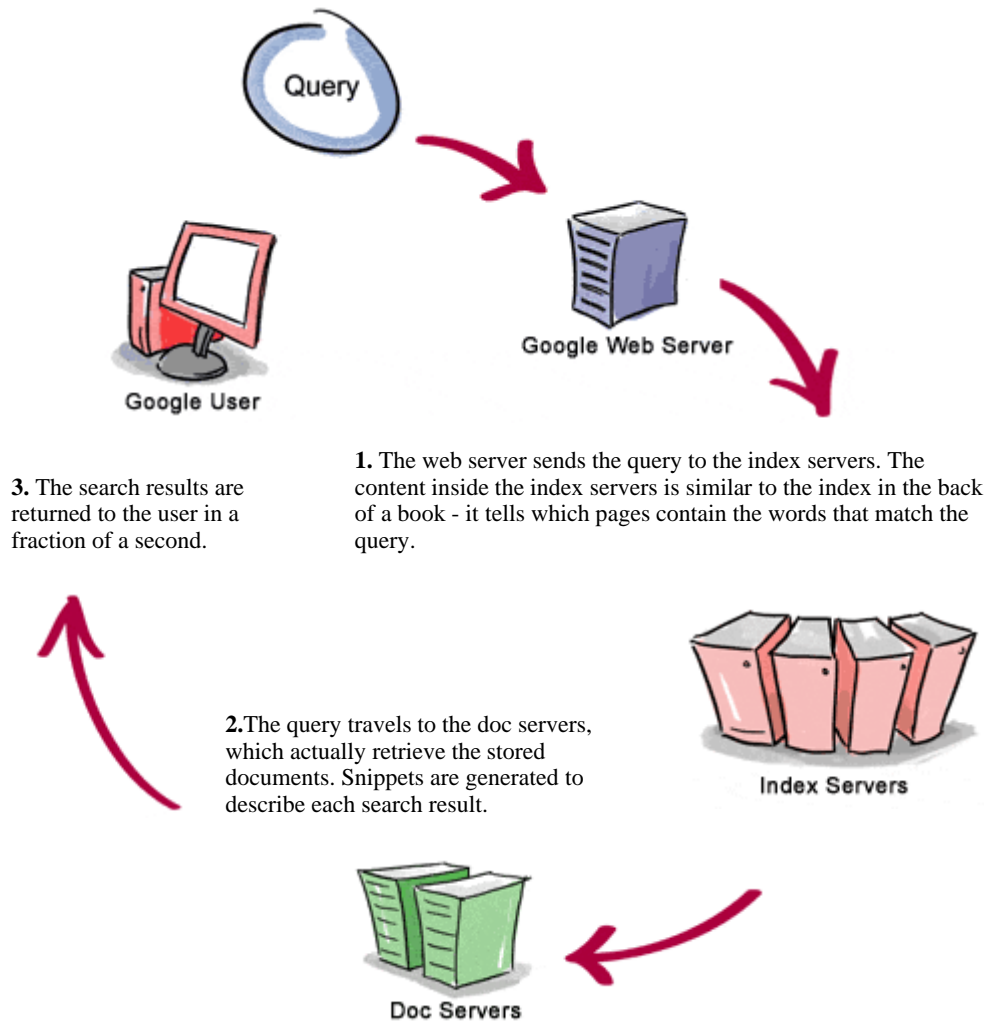 Query
Google Web Server
Google User
1. The web server sends the query to the index servers. The
content inside the index servers is similar to the index in the back
of a book - it tells which pages contain the words that match the
query.
3. The search results are
returned to the user in a
fraction of a second.
2.The query travels to the doc servers,
which actually retrieve the stored
documents. Snippets are generated to
describe each search result.
Index Servers
Doc Servers